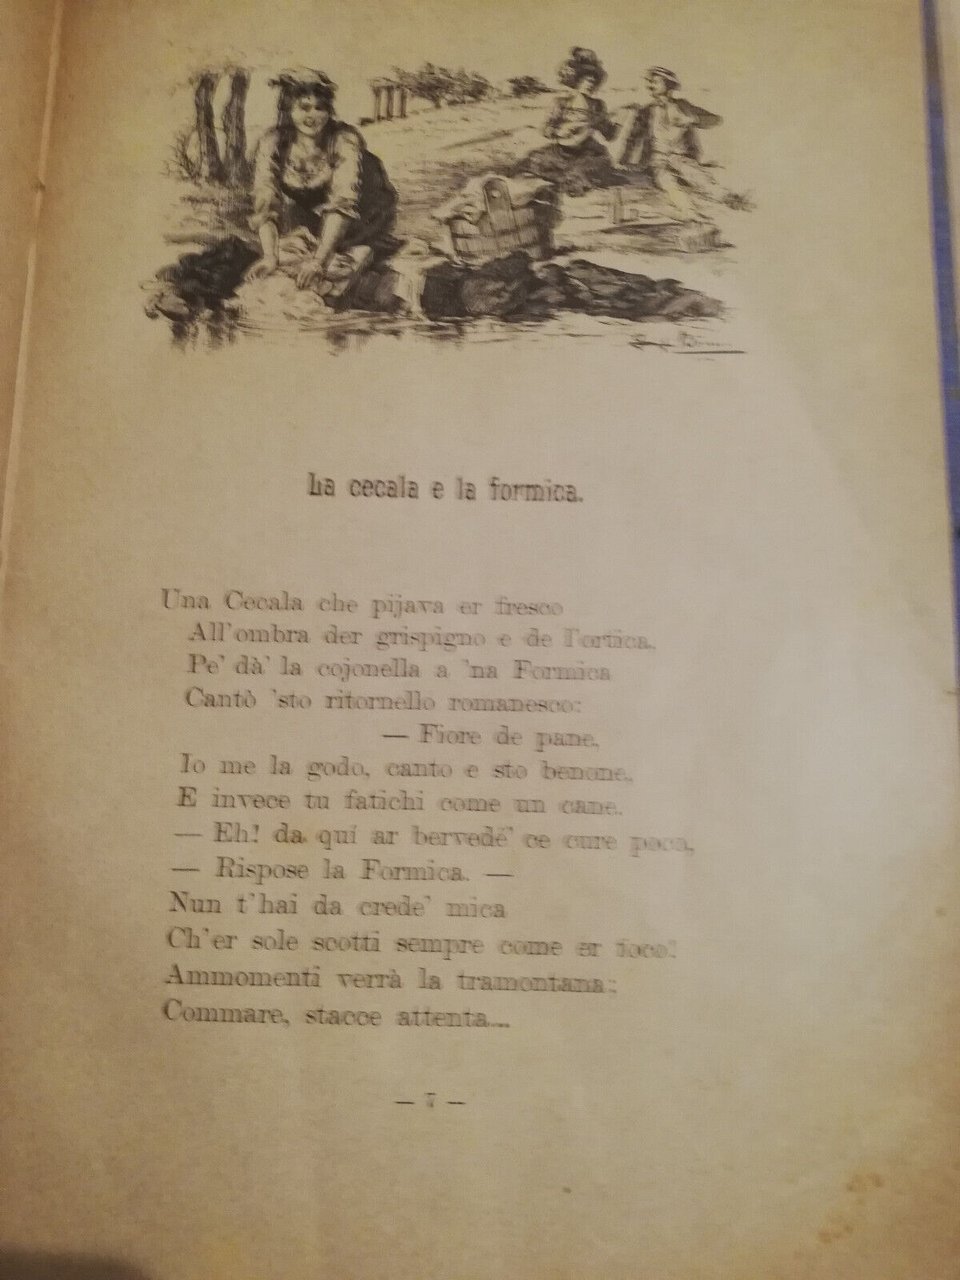 La cecala e la formica.
Una Cecala che pijava er fresco
All'ombra der grispigno e de l'ortica,
Pe' dà' la cojonella a 'na Formica
Cantò 'sto ritornello romanesco:
— Fiore de pane,
Io me la godo, canto e sto benone,
E invece tu fatichi come un cane.
— Eh! da quì ar bervedé' ce cure poco,
— Rispose la Formica. —
Nun t'hai da crede' mica
Ch'er sole scotti sempre come er foco!
Ammomenti verrà la tramontana:
Commare, stacce attenta...
— 7 —